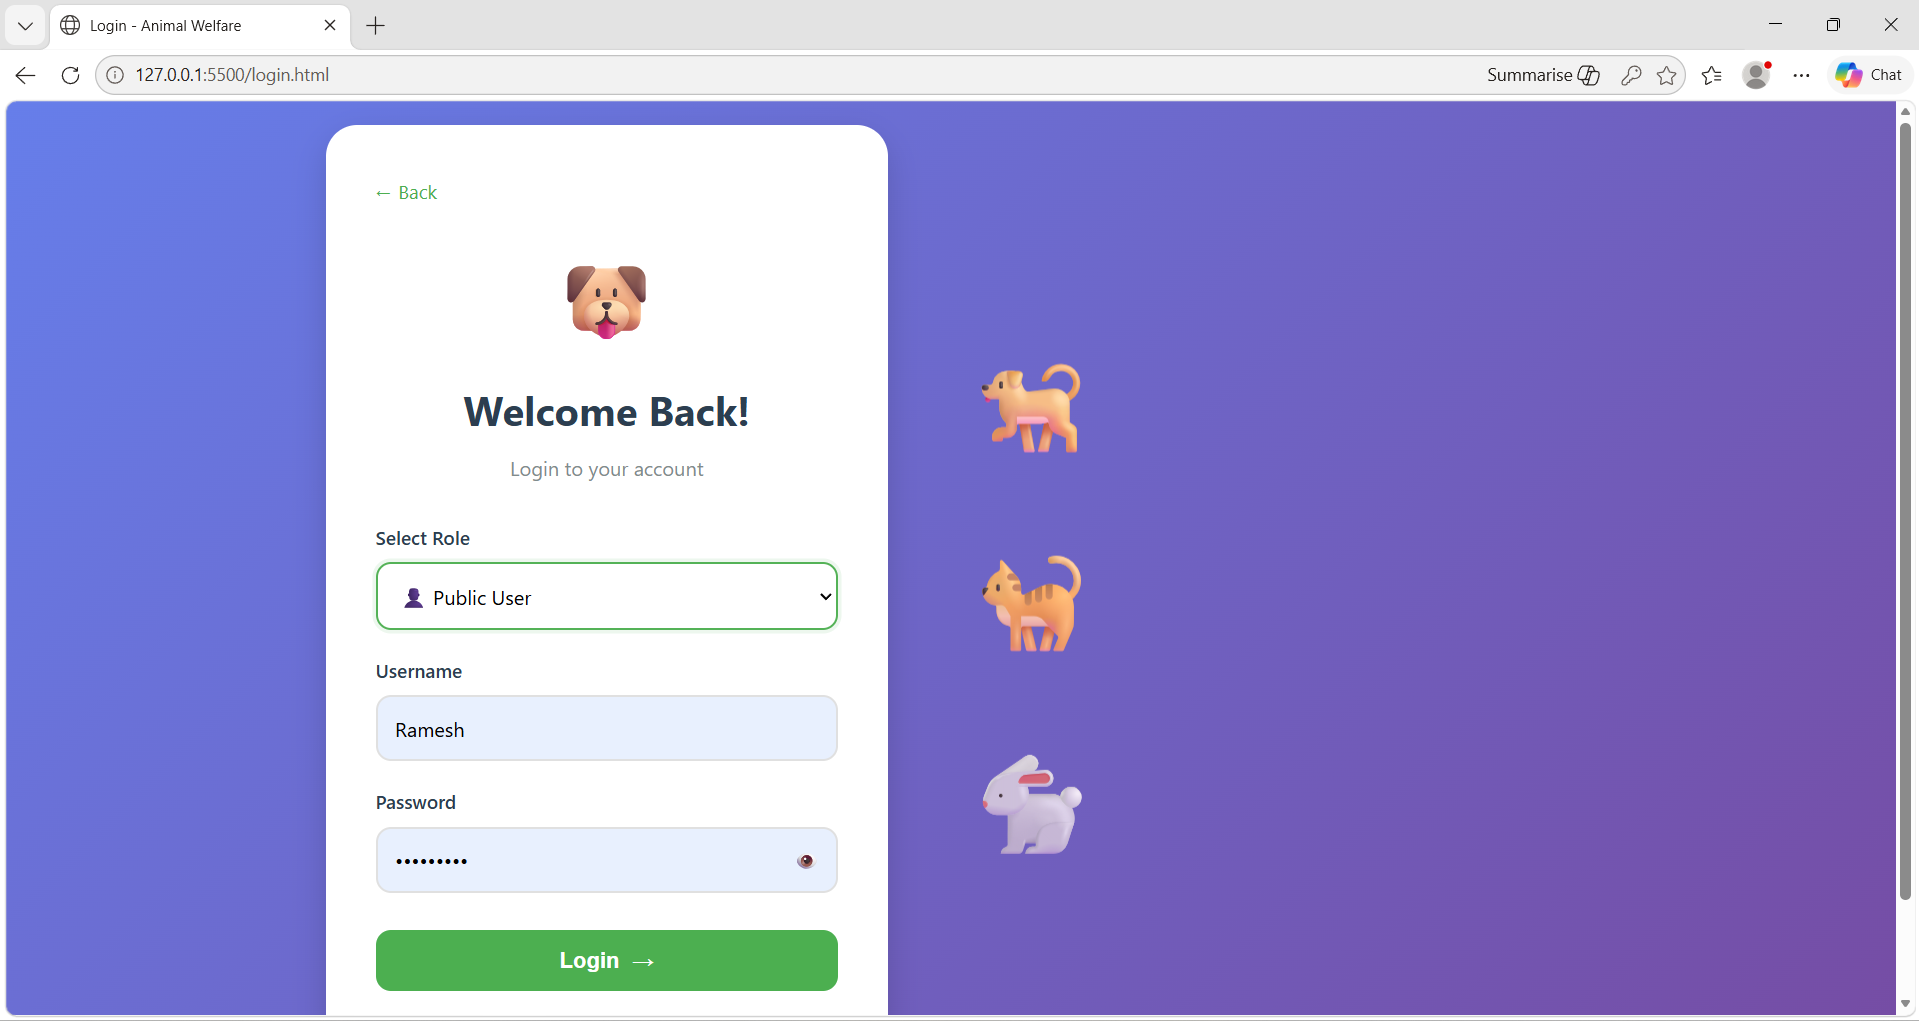 Login - Animal Welfare
127.0.0.1:5500/login.html
Summarise
Chat
← Back
Welcome Back!
Login to your account
Select Role
Public User
Username
Ramesh
Password
•••••••••
Login →